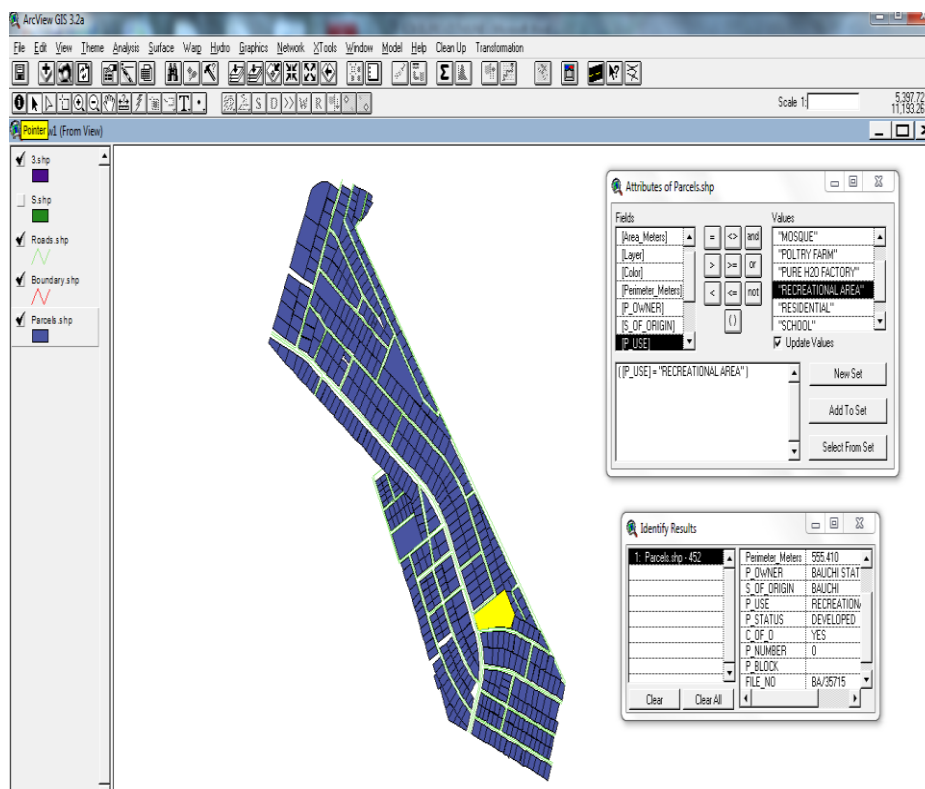 ArcView GIS 3.2a
File Edit View Theme Analysis Surface Warp Hydro Graphics Network XTools Window Model Help Clean Up Transformation
Σ
T
S D W R
Scale 1:
5,397.72
11,193.26
Pointer w1 (From View)
3.shp
S.shp
Roads.shp
Boundary.shp
Parcels.shp
Attributes of Parcels.shp
Fields
Values
[Area_Meters]
[Layer]
[Color]
[Perimeter_Meters]
[P_OWNER]
[S_OF_ORIGIN]
[P_USE]
= <> and
> >= or
< <= not
( )
"MOSQUE"
"POLTRY FARM"
"PURE H2O FACTORY"
"RECREATIONAL AREA"
"RESIDENTIAL"
"SCHOOL"
Update Values
( [P_USE] = "RECREATIONAL AREA" )
New Set
Add To Set
Select From Set
Identify Results
1: Parcels.shp - 452
Perimeter_Meters 555.410
P_OWNER BAUCHI STAT
S_OF_ORIGIN BAUCHI
P_USE RECREATION
P_STATUS DEVELOPED
C_OF_O YES
P_NUMBER 0
P_BLOCK
FILE_NO BA/35715
Clear
Clear All